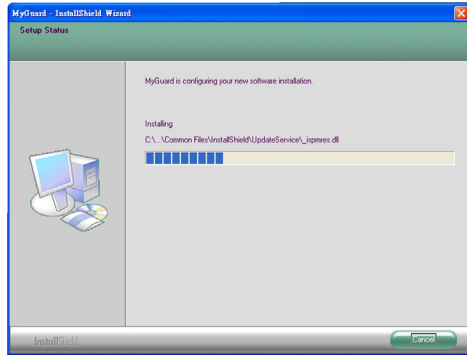 MyGuard - InstallShield Wizard
Setup Status
MyGuard is configuring your new software installation.
Installing
C:\...\Common Files\InstallShield\UpdateService\_ispmres.dll
InstallShield
Cancel